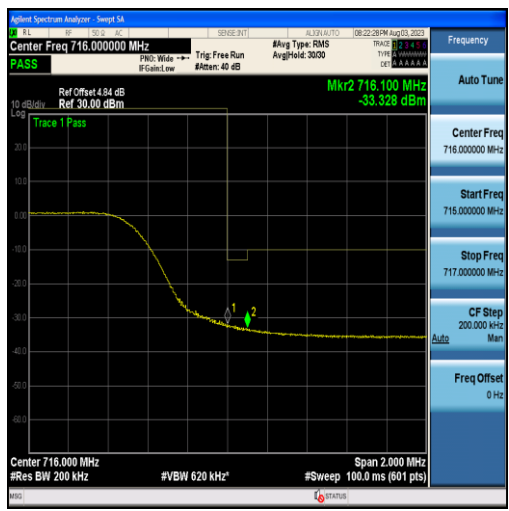 Agilent Spectrum Analyzer - Swept SA
RL RF 50 Ω AC SENSE:INT ALIGN AUTO 08:22:28 PM Aug 03, 2023
Center Freq 716.000000 MHz #Avg Type: RMS TRACE 1 2 3 4 5 6
PNO: Wide Trig: Free Run Avg|Hold: 30/30 TYPE
PASS IFGain:Low #Atten: 40 dB DET A A A A A A
Mkr2 716.100 MHz
Ref Offset 4.84 dB
10 dB/div Ref 30.00 dBm -33.328 dBm
Log
Trace 1 Pass
20.0
10.0
0.00
-10.0
-20.0
-30.0
-40.0
-50.0
-60.0
1
2
Center 716.000 MHz Span 2.000 MHz
#Res BW 200 kHz #VBW 620 kHz* #Sweep 100.0 ms (601 pts)
MSG STATUS
Frequency
Auto Tune
Center Freq
716.000000 MHz
Start Freq
715.000000 MHz
Stop Freq
717.000000 MHz
CF Step
200.000 kHz
Auto Man
Freq Offset
0 Hz